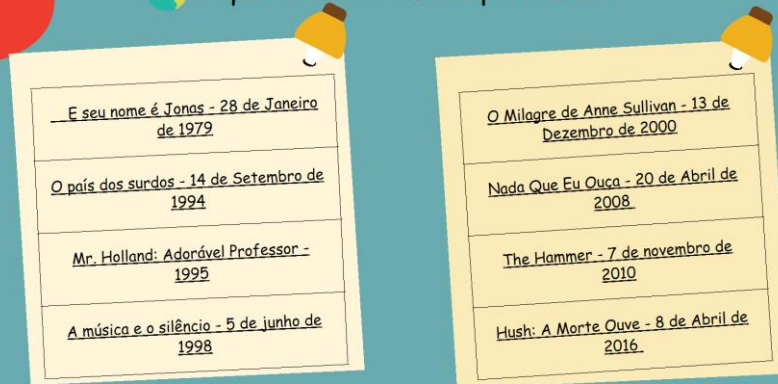 E seu nome é Jonas - 28 de Janeiro
de 1979
O país dos surdos - 14 de Setembro de
1994
Mr. Holland: Adorável Professor -
1995
A música e o silêncio - 5 de junho de
1998
O Milagre de Anne Sullivan - 13 de
Dezembro de 2000
Nada Que Eu Ouça - 20 de Abril de
2008
The Hammer - 7 de novembro de
2010
Hush: A Morte Ouve - 8 de Abril de
2016